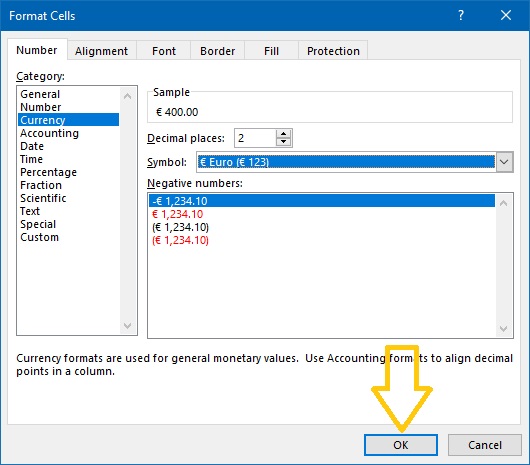 Format Cells
?
Number Alignment Font Border Fill Protection
Category:
General
Number
Currency
Accounting
Date
Time
Percentage
Fraction
Scientific
Text
Special
Custom
Sample
€ 400.00
Decimal places: 2
Symbol: € Euro (€ 123)
Negative numbers:
-€ 1,234.10
€ 1,234.10
(€ 1,234.10)
(€ 1,234.10)
Currency formats are used for general monetary values. Use Accounting formats to align decimal
points in a column.
OK Cancel